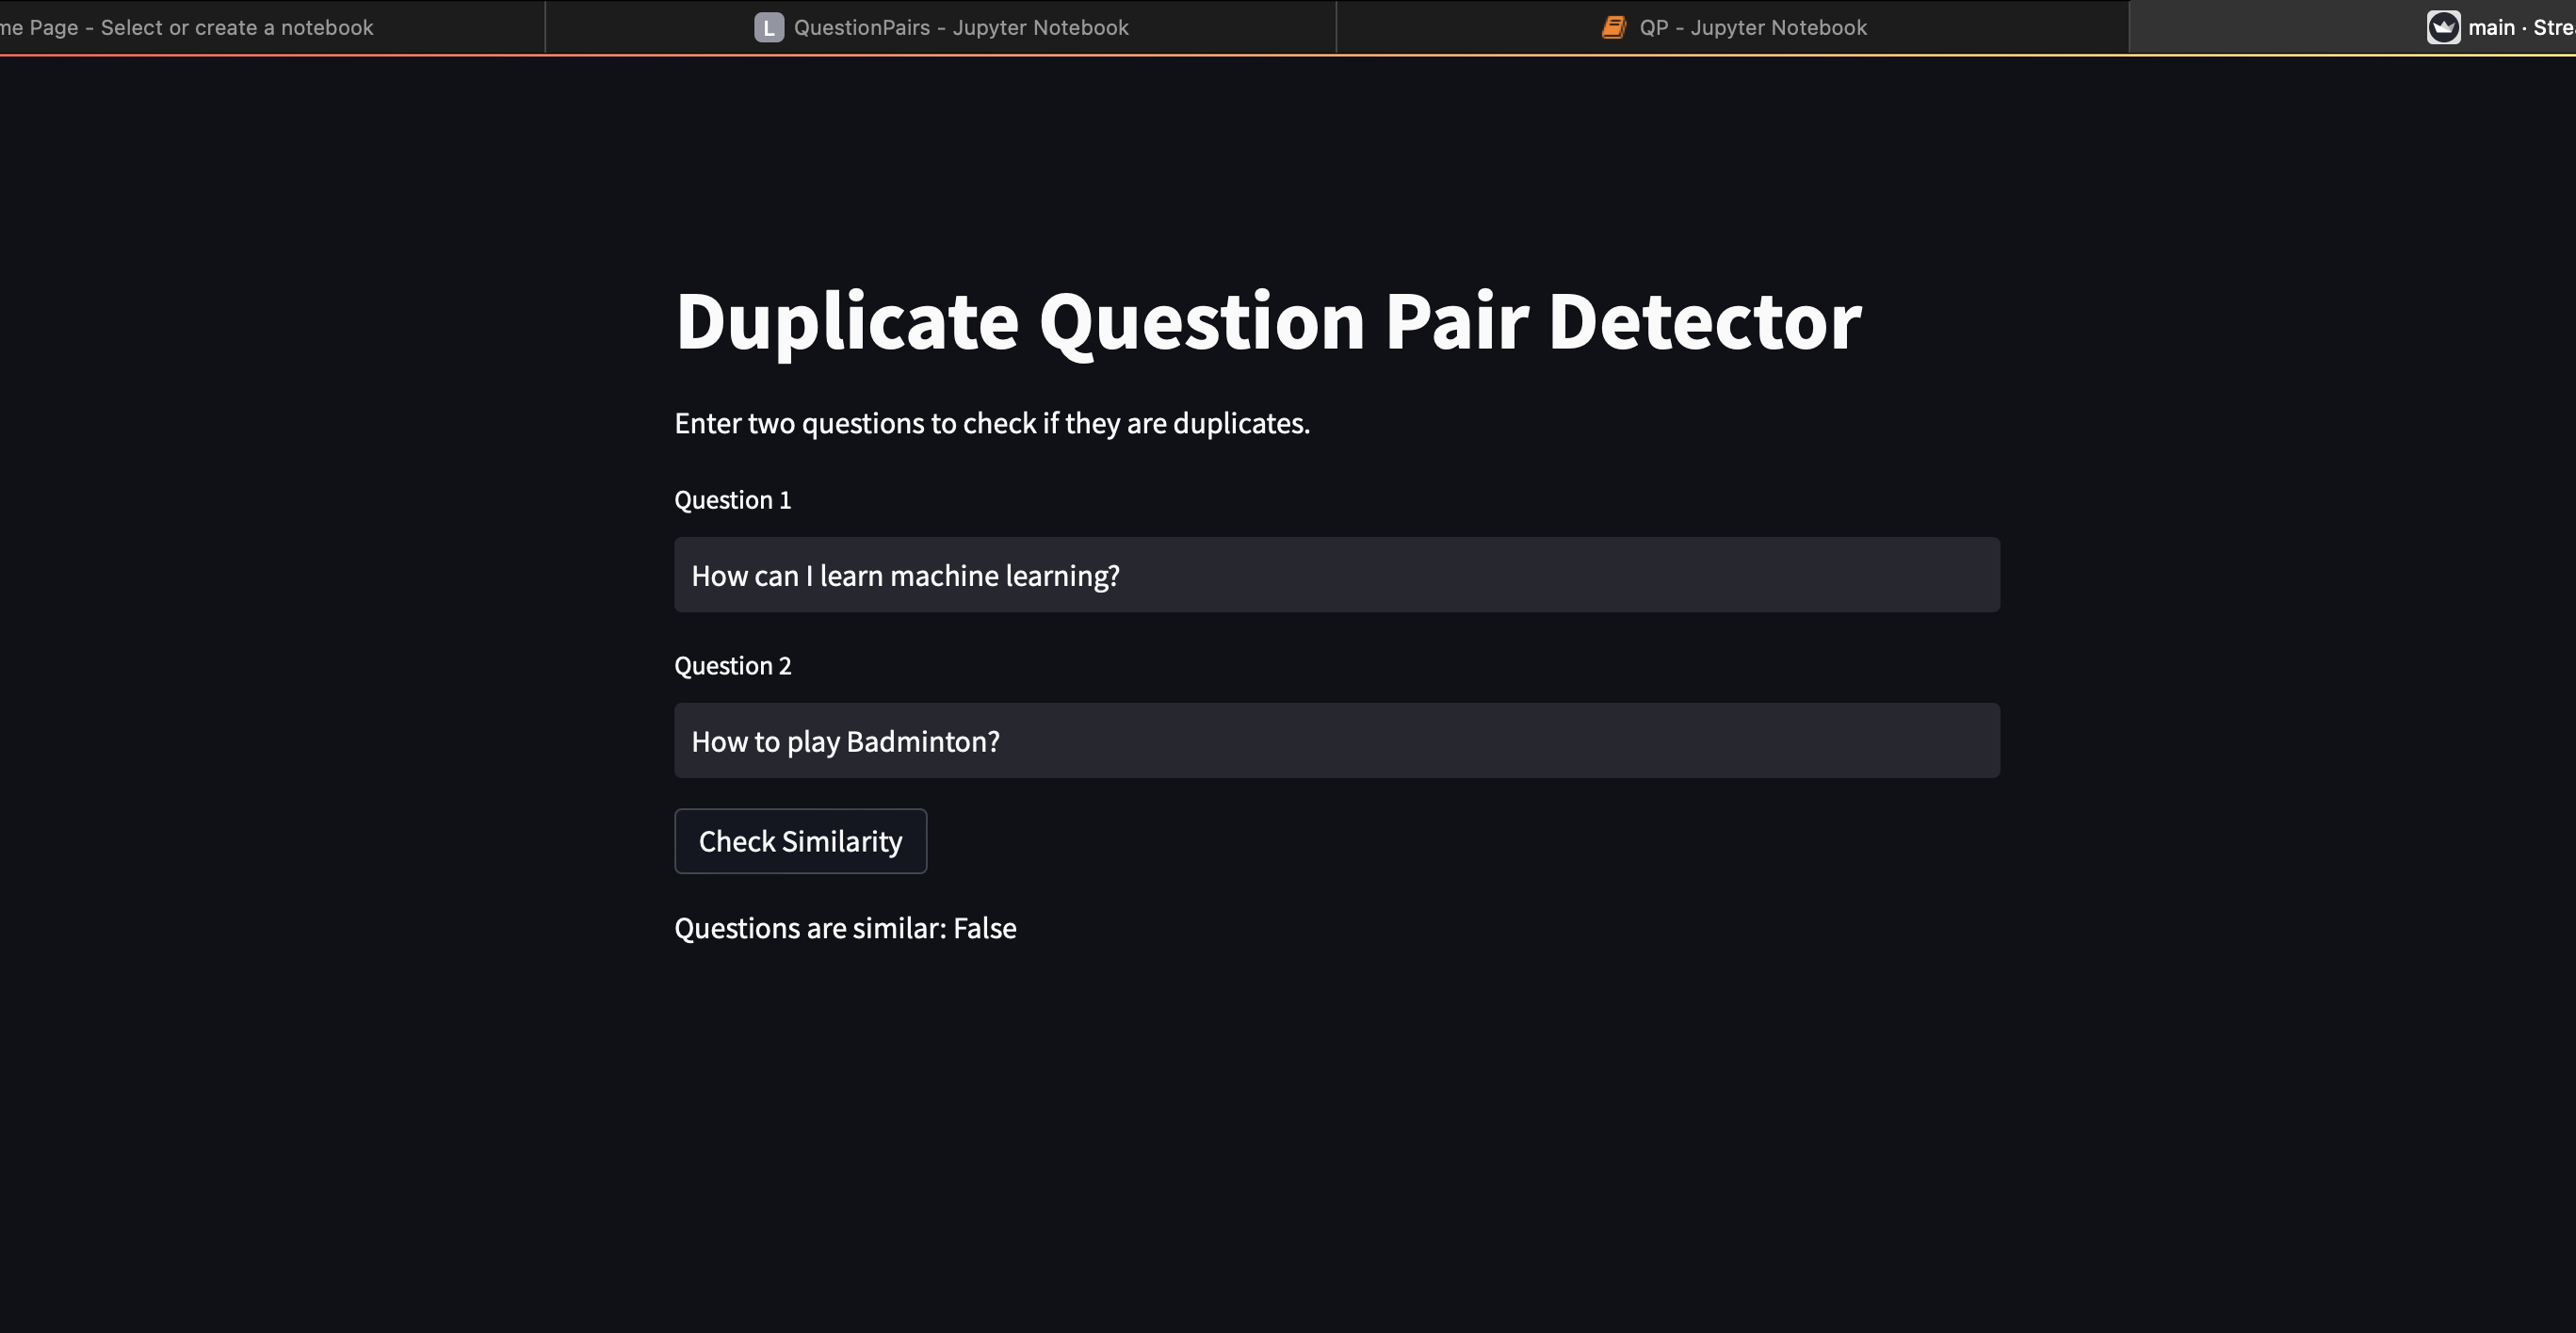 me Page - Select or create a notebook
L QuestionPairs - Jupyter Notebook
QP - Jupyter Notebook
main · Stre
Duplicate Question Pair Detector
Enter two questions to check if they are duplicates.
Question 1
How can I learn machine learning?
Question 2
How to play Badminton?
Check Similarity
Questions are similar: False